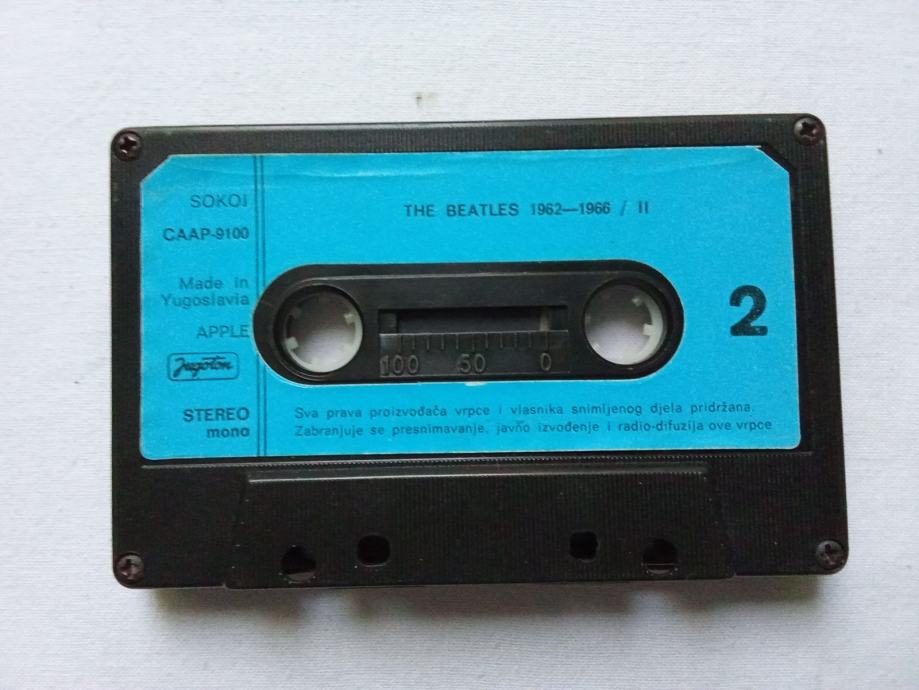 SOKOJ
CAAP-9100
Made in
Yugoslavia
APPLE
Jugoton
STEREO
mono
THE BEATLES 1962—1966 / II
2
100 50 0
Sva prava proizvođača vrpce i vlasnika snimljenog djela pridržana.
Zabranjuje se presnimavanje, javno izvođenje i radio-difuzija ove vrpce